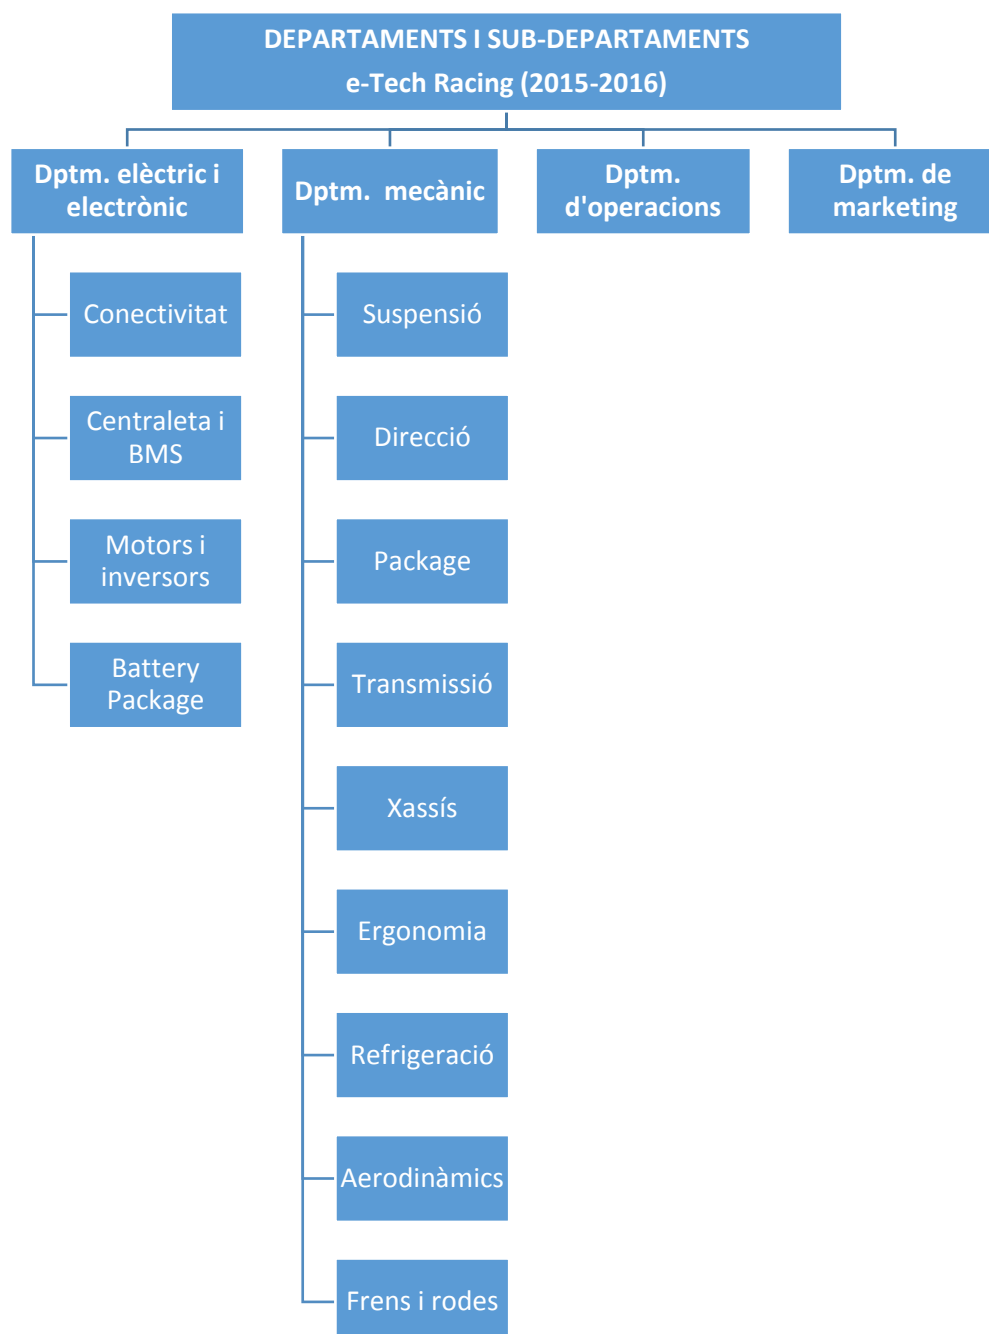 DEPARTAMENTS I SUB-DEPARTAMENTS
e-Tech Racing (2015-2016)
Dptm. elèctric i
electrònic
Conectivitat
Centraleta i
BMS
Motors i
inversors
Battery
Package
Dptm. mecànic
Suspensió
Direcció
Package
Transmissió
Xassís
Ergonomia
Refrigeració
Aerodinàmics
Frens i rodes
Dptm.
d'operacions
Dptm. de
marketing